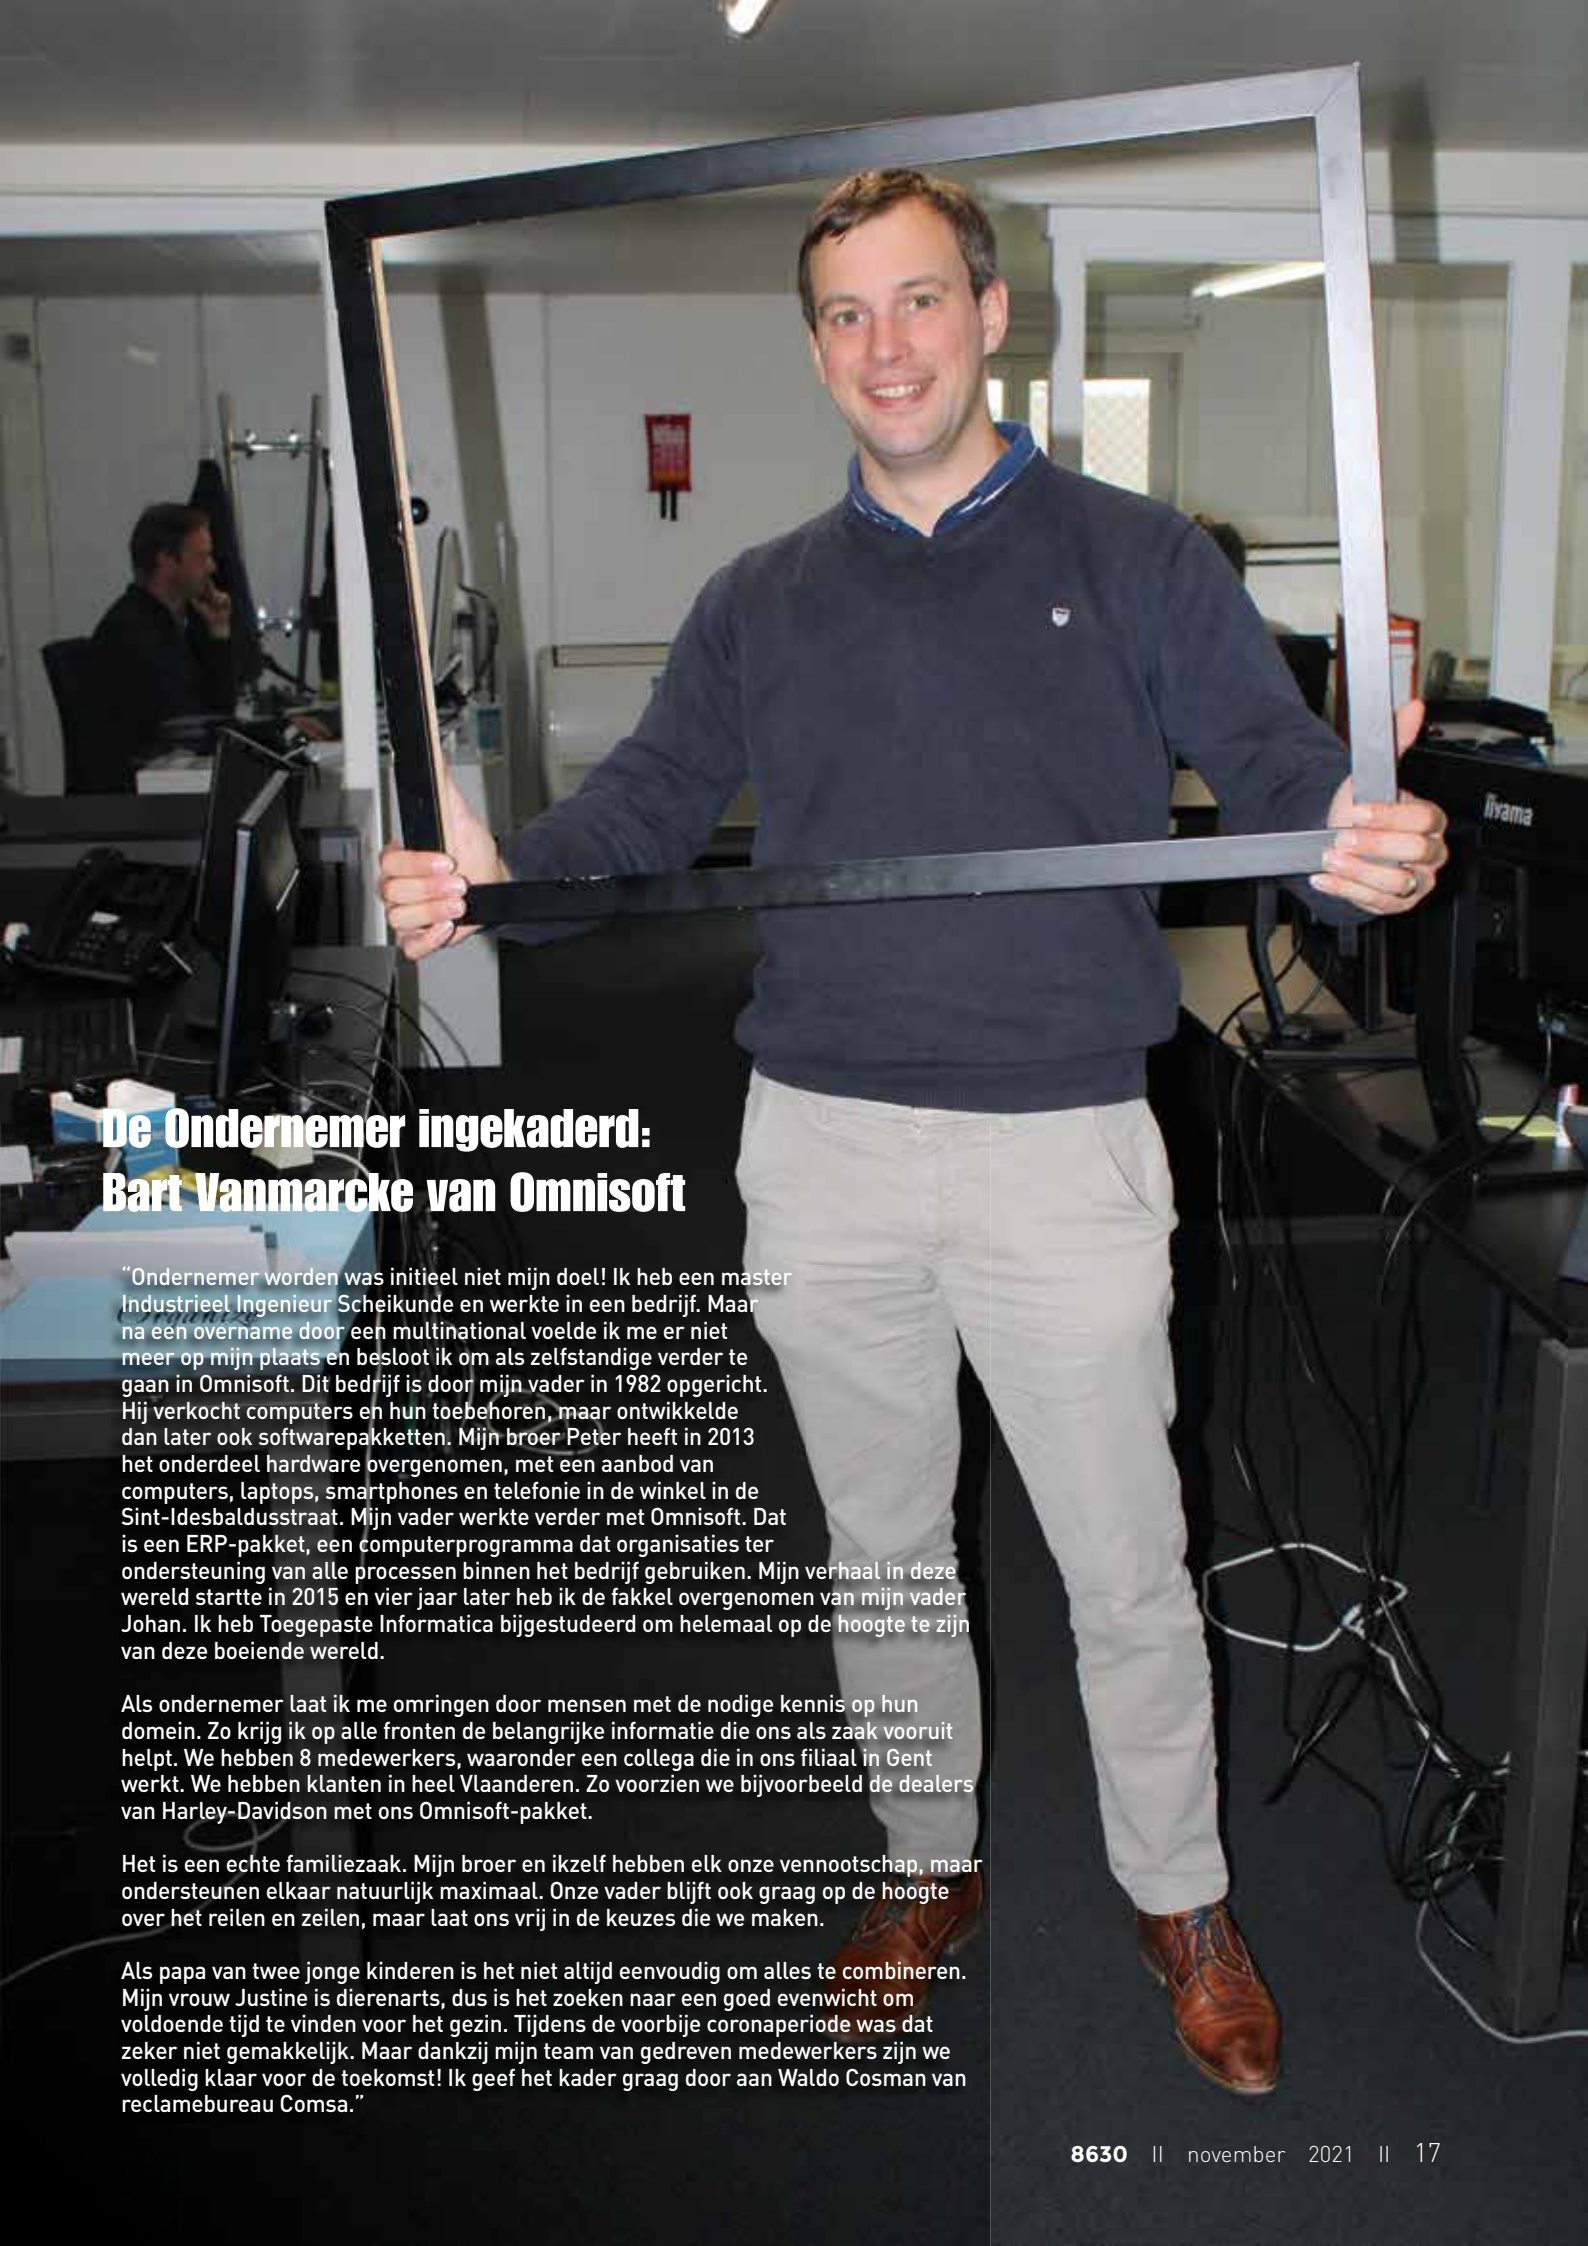 iiyama
De Ondernemer ingekaderd:
Bart Vanmarcke van Omnisoft
“Ondernemer worden was initieel niet mijn doel! Ik heb een master
Industrieel Ingenieur Scheikunde en werkte in een bedrijf. Maar
na een overname door een multinational voelde ik me er niet
meer op mijn plaats en besloot ik om als zelfstandige verder te
gaan in Omnisoft. Dit bedrijf is door mijn vader in 1982 opgericht.
Hij verkocht computers en hun toebehoren, maar ontwikkelde
dan later ook softwarepakketten. Mijn broer Peter heeft in 2013
het onderdeel hardware overgenomen, met een aanbod van
computers, laptops, smartphones en telefonie in de winkel in de
Sint-Idesbaldusstraat. Mijn vader werkte verder met Omnisoft. Dat
is een ERP-pakket, een computerprogramma dat organisaties ter
ondersteuning van alle processen binnen het bedrijf gebruiken. Mijn verhaal in deze
wereld startte in 2015 en vier jaar later heb ik de fakkel overgenomen van mijn vader
Johan. Ik heb Toegepaste Informatica bijgestudeerd om helemaal op de hoogte te zijn
van deze boeiende wereld.
Als ondernemer laat ik me omringen door mensen met de nodige kennis op hun
domein. Zo krijg ik op alle fronten de belangrijke informatie die ons als zaak vooruit
helpt. We hebben 8 medewerkers, waaronder een collega die in ons filiaal in Gent
werkt. We hebben klanten in heel Vlaanderen. Zo voorzien we bijvoorbeeld de dealers
van Harley-Davidson met ons Omnisoft-pakket.
Het is een echte familiezaak. Mijn broer en ikzelf hebben elk onze vennootschap, maar
ondersteunen elkaar natuurlijk maximaal. Onze vader blijft ook graag op de hoogte
over het reilen en zeilen, maar laat ons vrij in de keuzes die we maken.
Als papa van twee jonge kinderen is het niet altijd eenvoudig om alles te combineren.
Mijn vrouw Justine is dierenarts, dus is het zoeken naar een goed evenwicht om
voldoende tijd te vinden voor het gezin. Tijdens de voorbije coronaperiode was dat
zeker niet gemakkelijk. Maar dankzij mijn team van gedreven medewerkers zijn we
volledig klaar voor de toekomst! Ik geef het kader graag door aan Waldo Cosman van
reclamebureau Comsa.”
8630 II november 2021 II 17